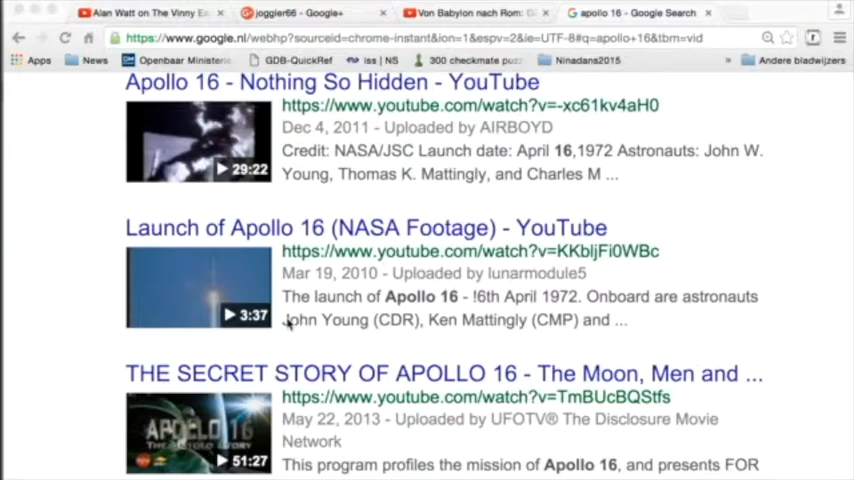 Alan Watt on The Vinny Ea
joggier66 - Google+
Von Babylon nach Rom: G
apollo 16 - Google Search
https://www.google.nl/webhp?sourceid=chrome-instant&ion=1&espv=2&ie=UTF-8#q=apollo+16&tbm=vid
Apps News Openbaar Ministerie GDB-QuickRef iss | NS 300 checkmate puzz Ninadans2015 » Andere bladwijzers
Apollo 16 - Nothing So Hidden - YouTube
https://www.youtube.com/watch?v=-xc61kv4aH0
Dec 4, 2011 - Uploaded by AIRBOYD
Credit: NASA/JSC Launch date: April 16,1972 Astronauts: John W.
29:22
Young, Thomas K. Mattingly, and Charles M ...
Launch of Apollo 16 (NASA Footage) - YouTube
https://www.youtube.com/watch?v=KKbljFi0WBc
Mar 19, 2010 - Uploaded by lunarmodule5
The launch of Apollo 16 - !6th April 1972. Onboard are astronauts
3:37
John Young (CDR), Ken Mattingly (CMP) and ...
THE SECRET STORY OF APOLLO 16 - The Moon, Men and ...
https://www.youtube.com/watch?v=TmBUcBQStfs
May 22, 2013 - Uploaded by UFOTV® The Disclosure Movie
Network
APOLLO 16
THE UNTOLD STORY
51:27
This program profiles the mission of Apollo 16, and presents FOR